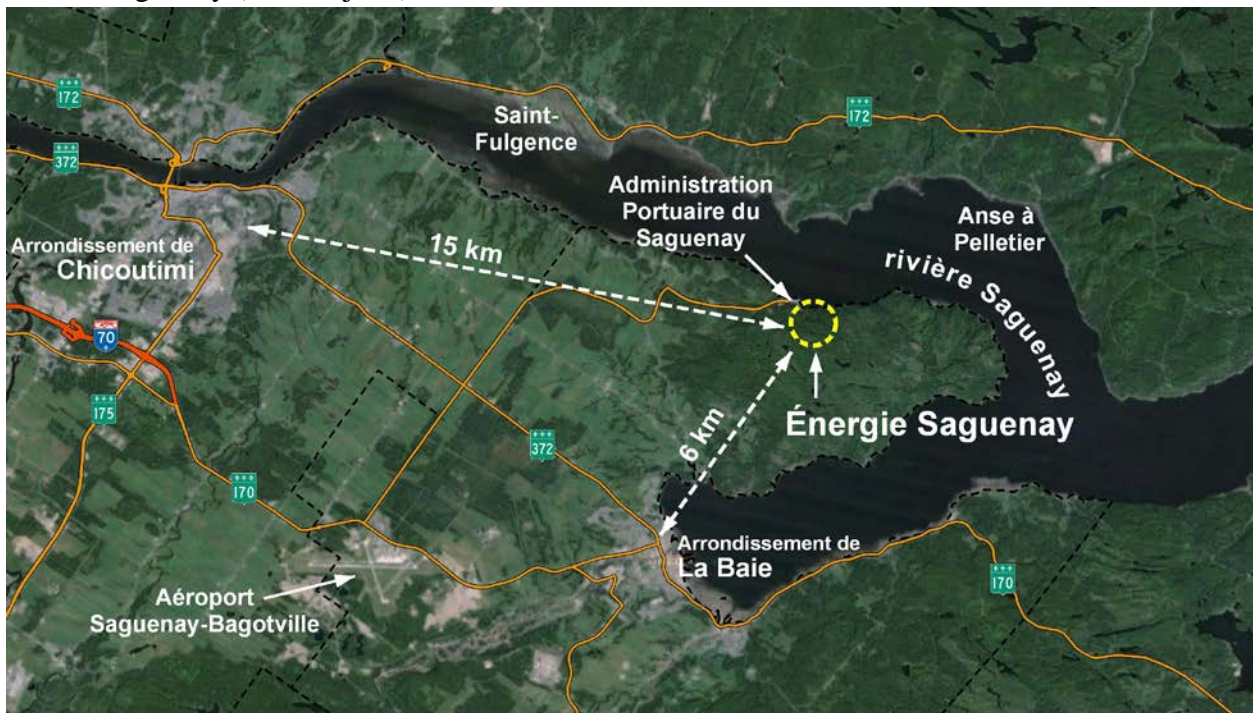 172
372
Saint-
Fulgence
172
Administration
Portuaire du
Saguenay
Anse à
Pelletier
rivière Saguenay
Arrondissement de
Chicoutimi
15 km
70
Énergie Saguenay
175
6 km
372
170
Arrondissement de
La Baie
170
Aéroport
Saguenay-Bagotville